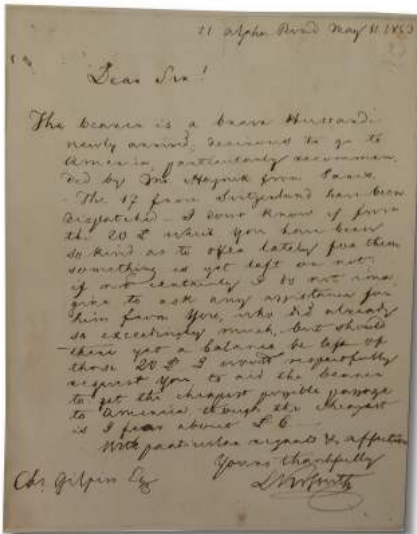 21 Alpha Road May 11 1853
Dear Sir!
The bearer is a brave Hussard:
newly arrived, desirous to go to
America particularly recommen
ded by Mr. from
- The 17 from Switzerland have been
dispatched - I dont know if from
the 20 £ which you have been
so kind as to offer lately for them
something is yet left or not;
if not certainly I do not ima
gine to ask any assistance for
him from You, who did already
so exceedingly much, but should
there yet a balance be left of
those 20 £ I would respectfully
request You to aid the bearer
to get the cheapest possible passage
to America though the cheapest
is I fear about £ 6
With particular regards & affection
Yours thankfully
LKossuth
Chs. Gilpin Esq